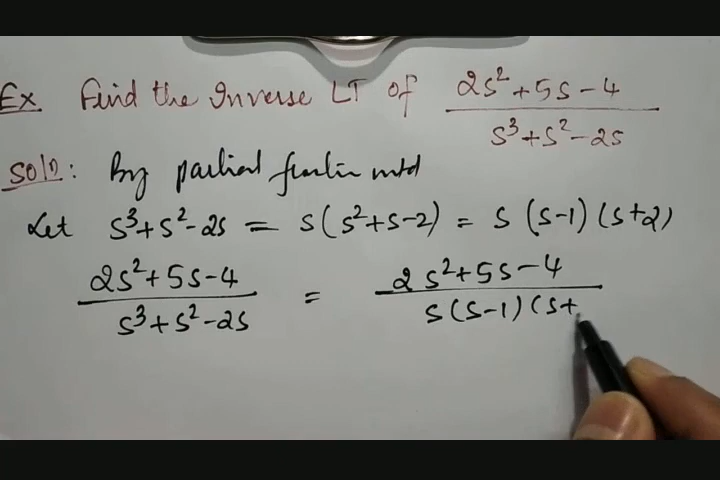 Ex Find the Inverse LT of (2s²+5s-4)/(s³+s²-2s)
Soln: By partial fraction mtd
Let s³+s²-2s = s(s²+s-2) = s(s-1)(s+2)
(2s²+5s-4)/(s³+s²-2s) = (2s²+5s-4)/(s(s-1)(s+